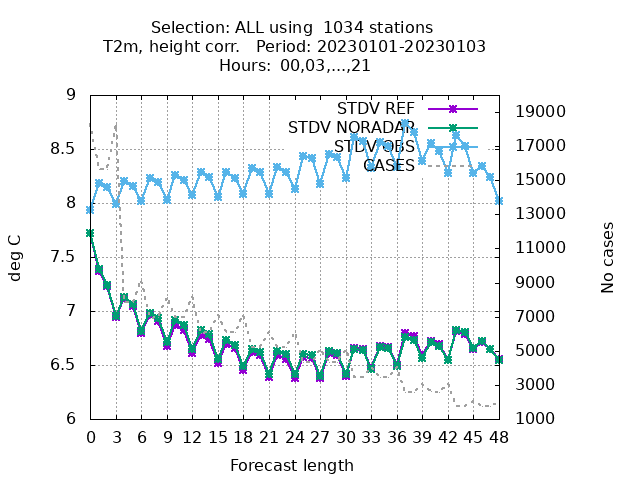 Selection: ALL using 1034 stations
T2m, height corr. Period: 20230101-20230103
Hours: 00,03,...,21
STDV REF
STDV NORADAR
STDV OBS
CASES
9
8.5
8
7.5
7
6.5
6
19000
17000
15000
13000
11000
9000
7000
5000
3000
1000
deg C
No cases
0 3 6 9 12 15 18 21 24 27 30 33 36 39 42 45 48
Forecast length